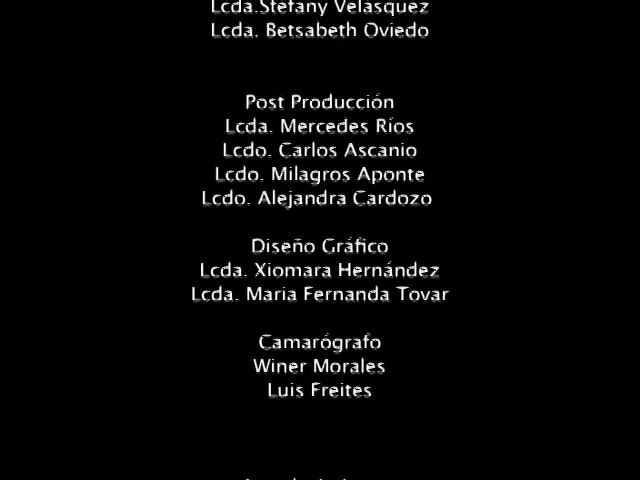 Lcda.Stefany Velásquez
Lcda. Betsabeth Oviedo
Post Producción
Lcda. Mercedes Ríos
Lcdo. Carlos Ascanio
Lcdo. Milagros Aponte
Lcdo. Alejandra Cardozo
Diseño Gráfico
Lcda. Xiomara Hernández
Lcda. Maria Fernanda Tovar
Camarógrafo
Winer Morales
Luis Freites